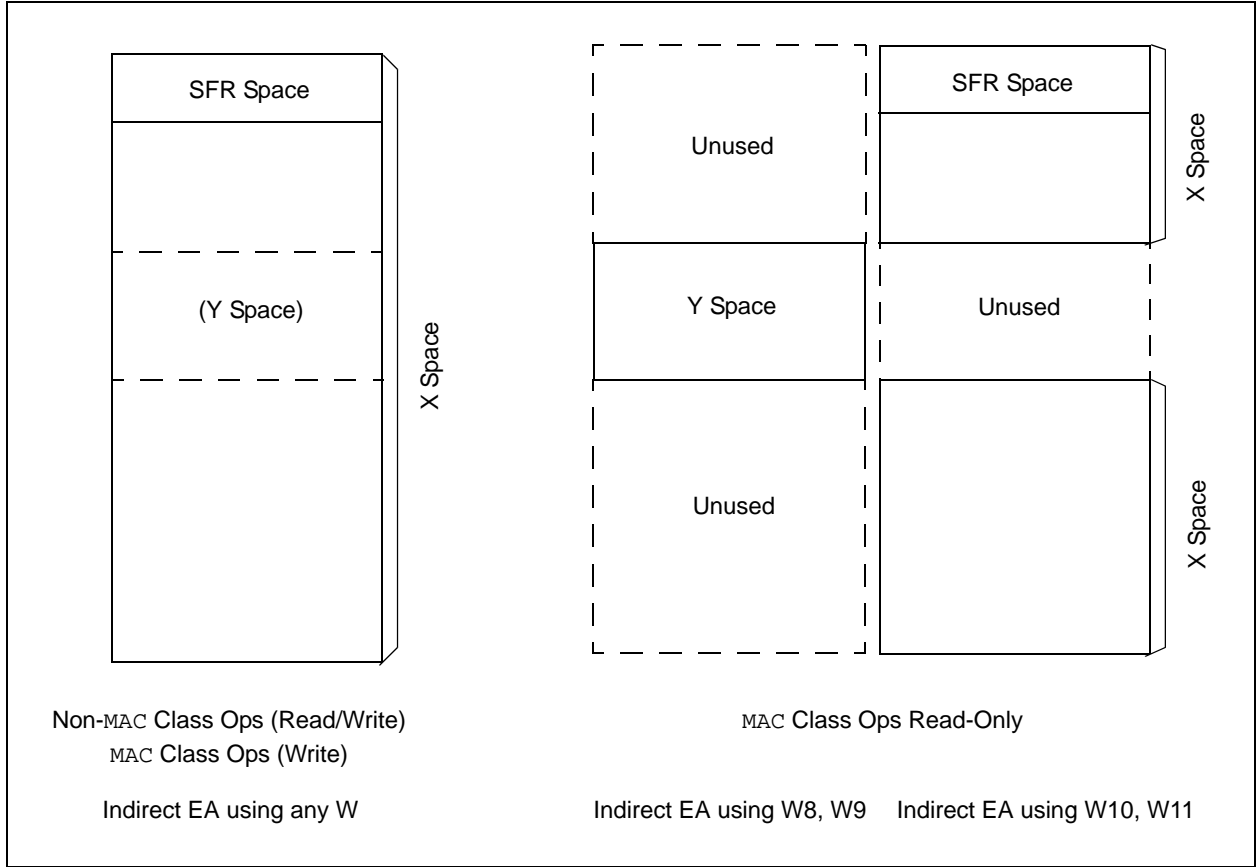 SFR Space
(Y Space)
X Space
Non-MAC Class Ops (Read/Write)
MAC Class Ops (Write)
Indirect EA using any W
Unused
Y Space
Unused
SFR Space
X Space
Unused
X Space
MAC Class Ops Read-Only
Indirect EA using W8, W9
Indirect EA using W10, W11